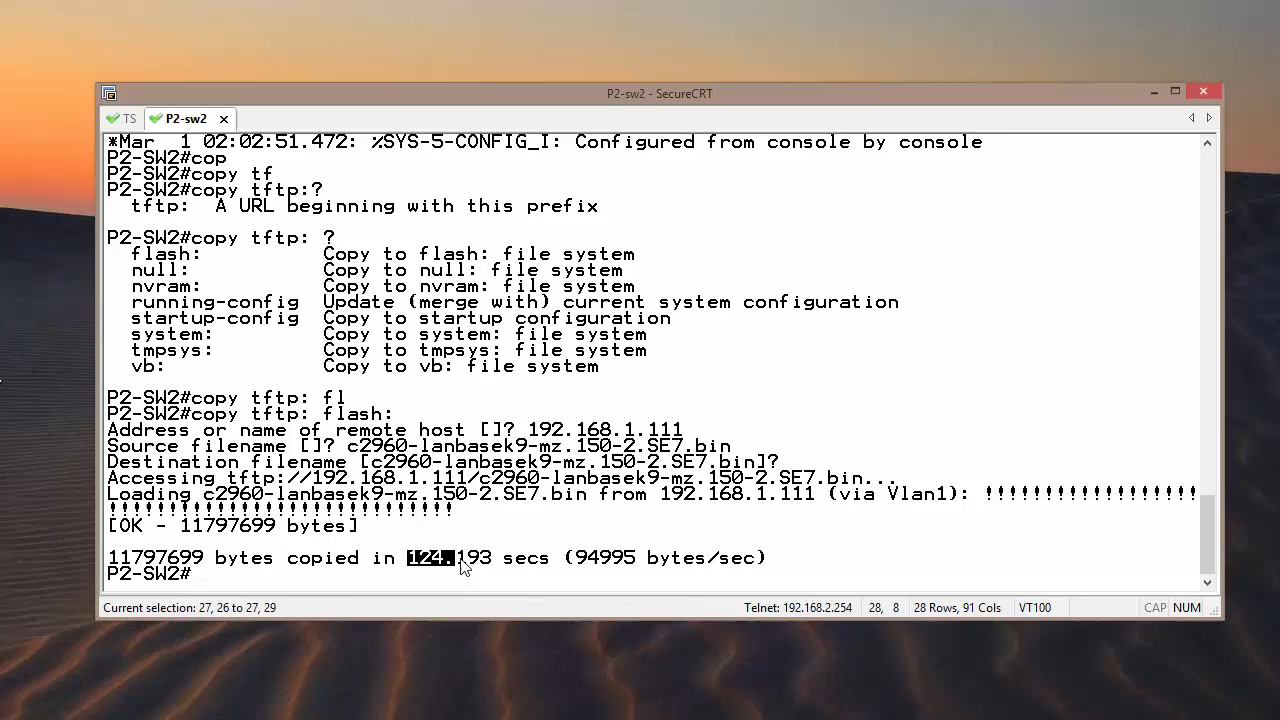 P2-sw2 - SecureCRT
TS P2-sw2
*Mar  1 02:02:51.472: %SYS-5-CONFIG_I: Configured from console by console
P2-SW2#cop
P2-SW2#copy tf
P2-SW2#copy tftp:?
  tftp:  A URL beginning with this prefix
P2-SW2#copy tftp: ?
  flash:          Copy to flash: file system
  null:           Copy to null: file system
  nvram:          Copy to nvram: file system
  running-config  Update (merge with) current system configuration
  startup-config  Copy to startup configuration
  system:         Copy to system: file system
  tmpsys:         Copy to tmpsys: file system
  vb:             Copy to vb: file system
P2-SW2#copy tftp: fl
P2-SW2#copy tftp: flash:
Address or name of remote host []? 192.168.1.111
Source filename []? c2960-lanbasek9-mz.150-2.SE7.bin
Destination filename [c2960-lanbasek9-mz.150-2.SE7.bin]?
Accessing tftp://192.168.1.111/c2960-lanbasek9-mz.150-2.SE7.bin...
Loading c2960-lanbasek9-mz.150-2.SE7.bin from 192.168.1.111 (via Vlan1): !!!!!!!!!!!!!!!!!!
!!!!!!!!!!!!!!!!!!!!!!!!!!!!!
[OK - 11797699 bytes]
11797699 bytes copied in 124.193 secs (94995 bytes/sec)
P2-SW2#
Current selection: 27, 26 to 27, 29 Telnet: 192.168.2.254 28, 8 28 Rows, 91 Cols VT100 CAP NUM